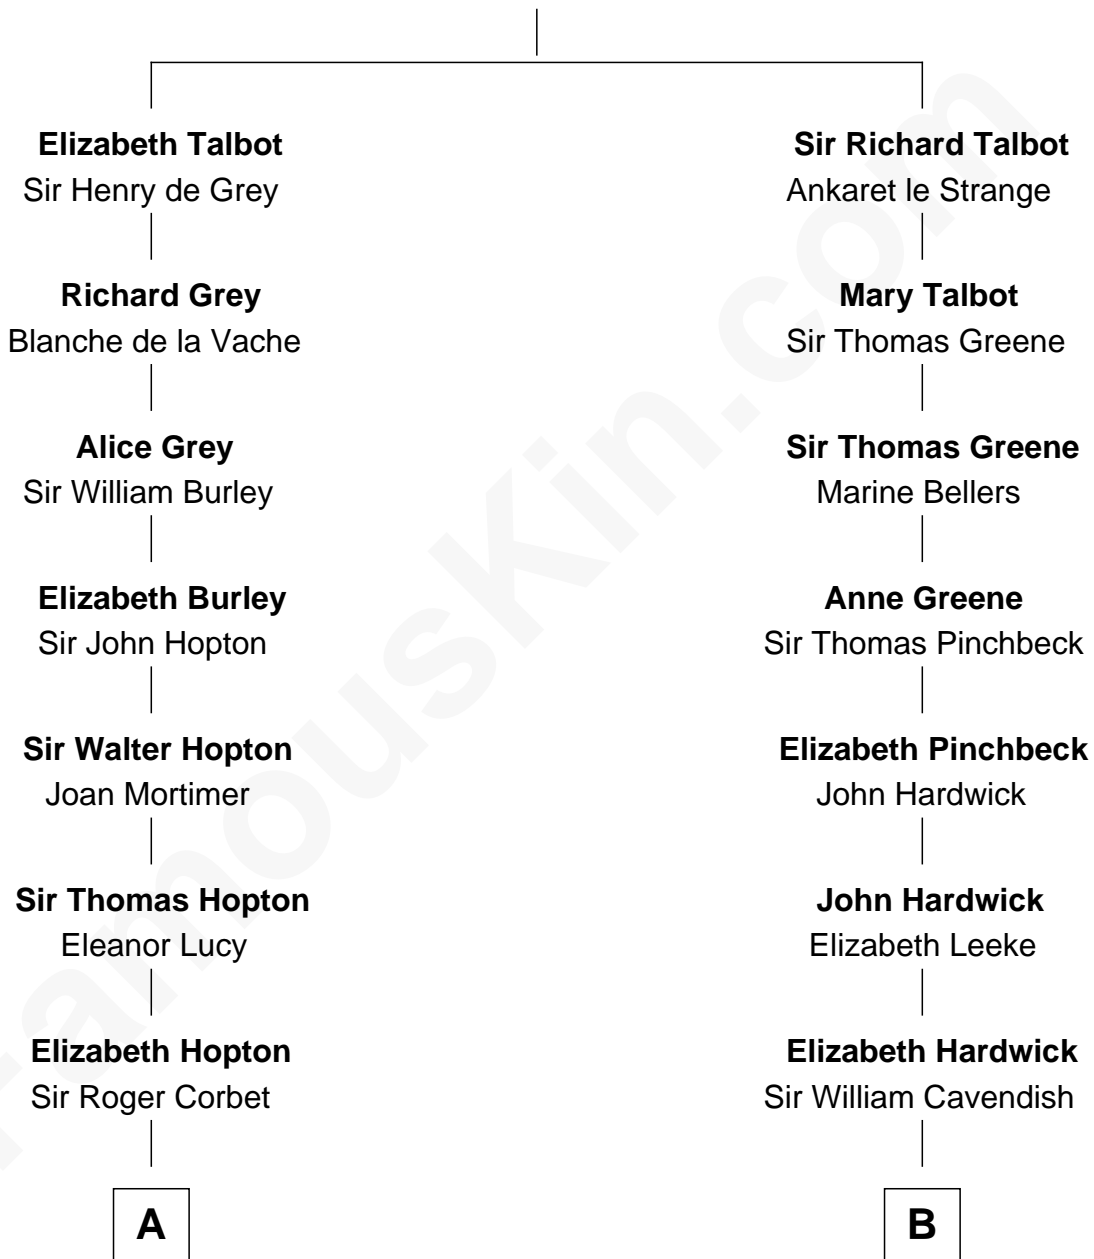 Elizabeth Talbot
Sir Henry de Grey
Richard Grey
Blanche de la Vache
Alice Grey
Sir William Burley
Elizabeth Burley
Sir John Hopton
Sir Walter Hopton
Joan Mortimer
Sir Thomas Hopton
Eleanor Lucy
Elizabeth Hopton
Sir Roger Corbet
A
Sir Richard Talbot
Ankaret le Strange
Mary Talbot
Sir Thomas Greene
Sir Thomas Greene
Marine Bellers
Anne Greene
Sir Thomas Pinchbeck
Elizabeth Pinchbeck
John Hardwick
John Hardwick
Elizabeth Leeke
Elizabeth Hardwick
Sir William Cavendish
B
FamousKin.com